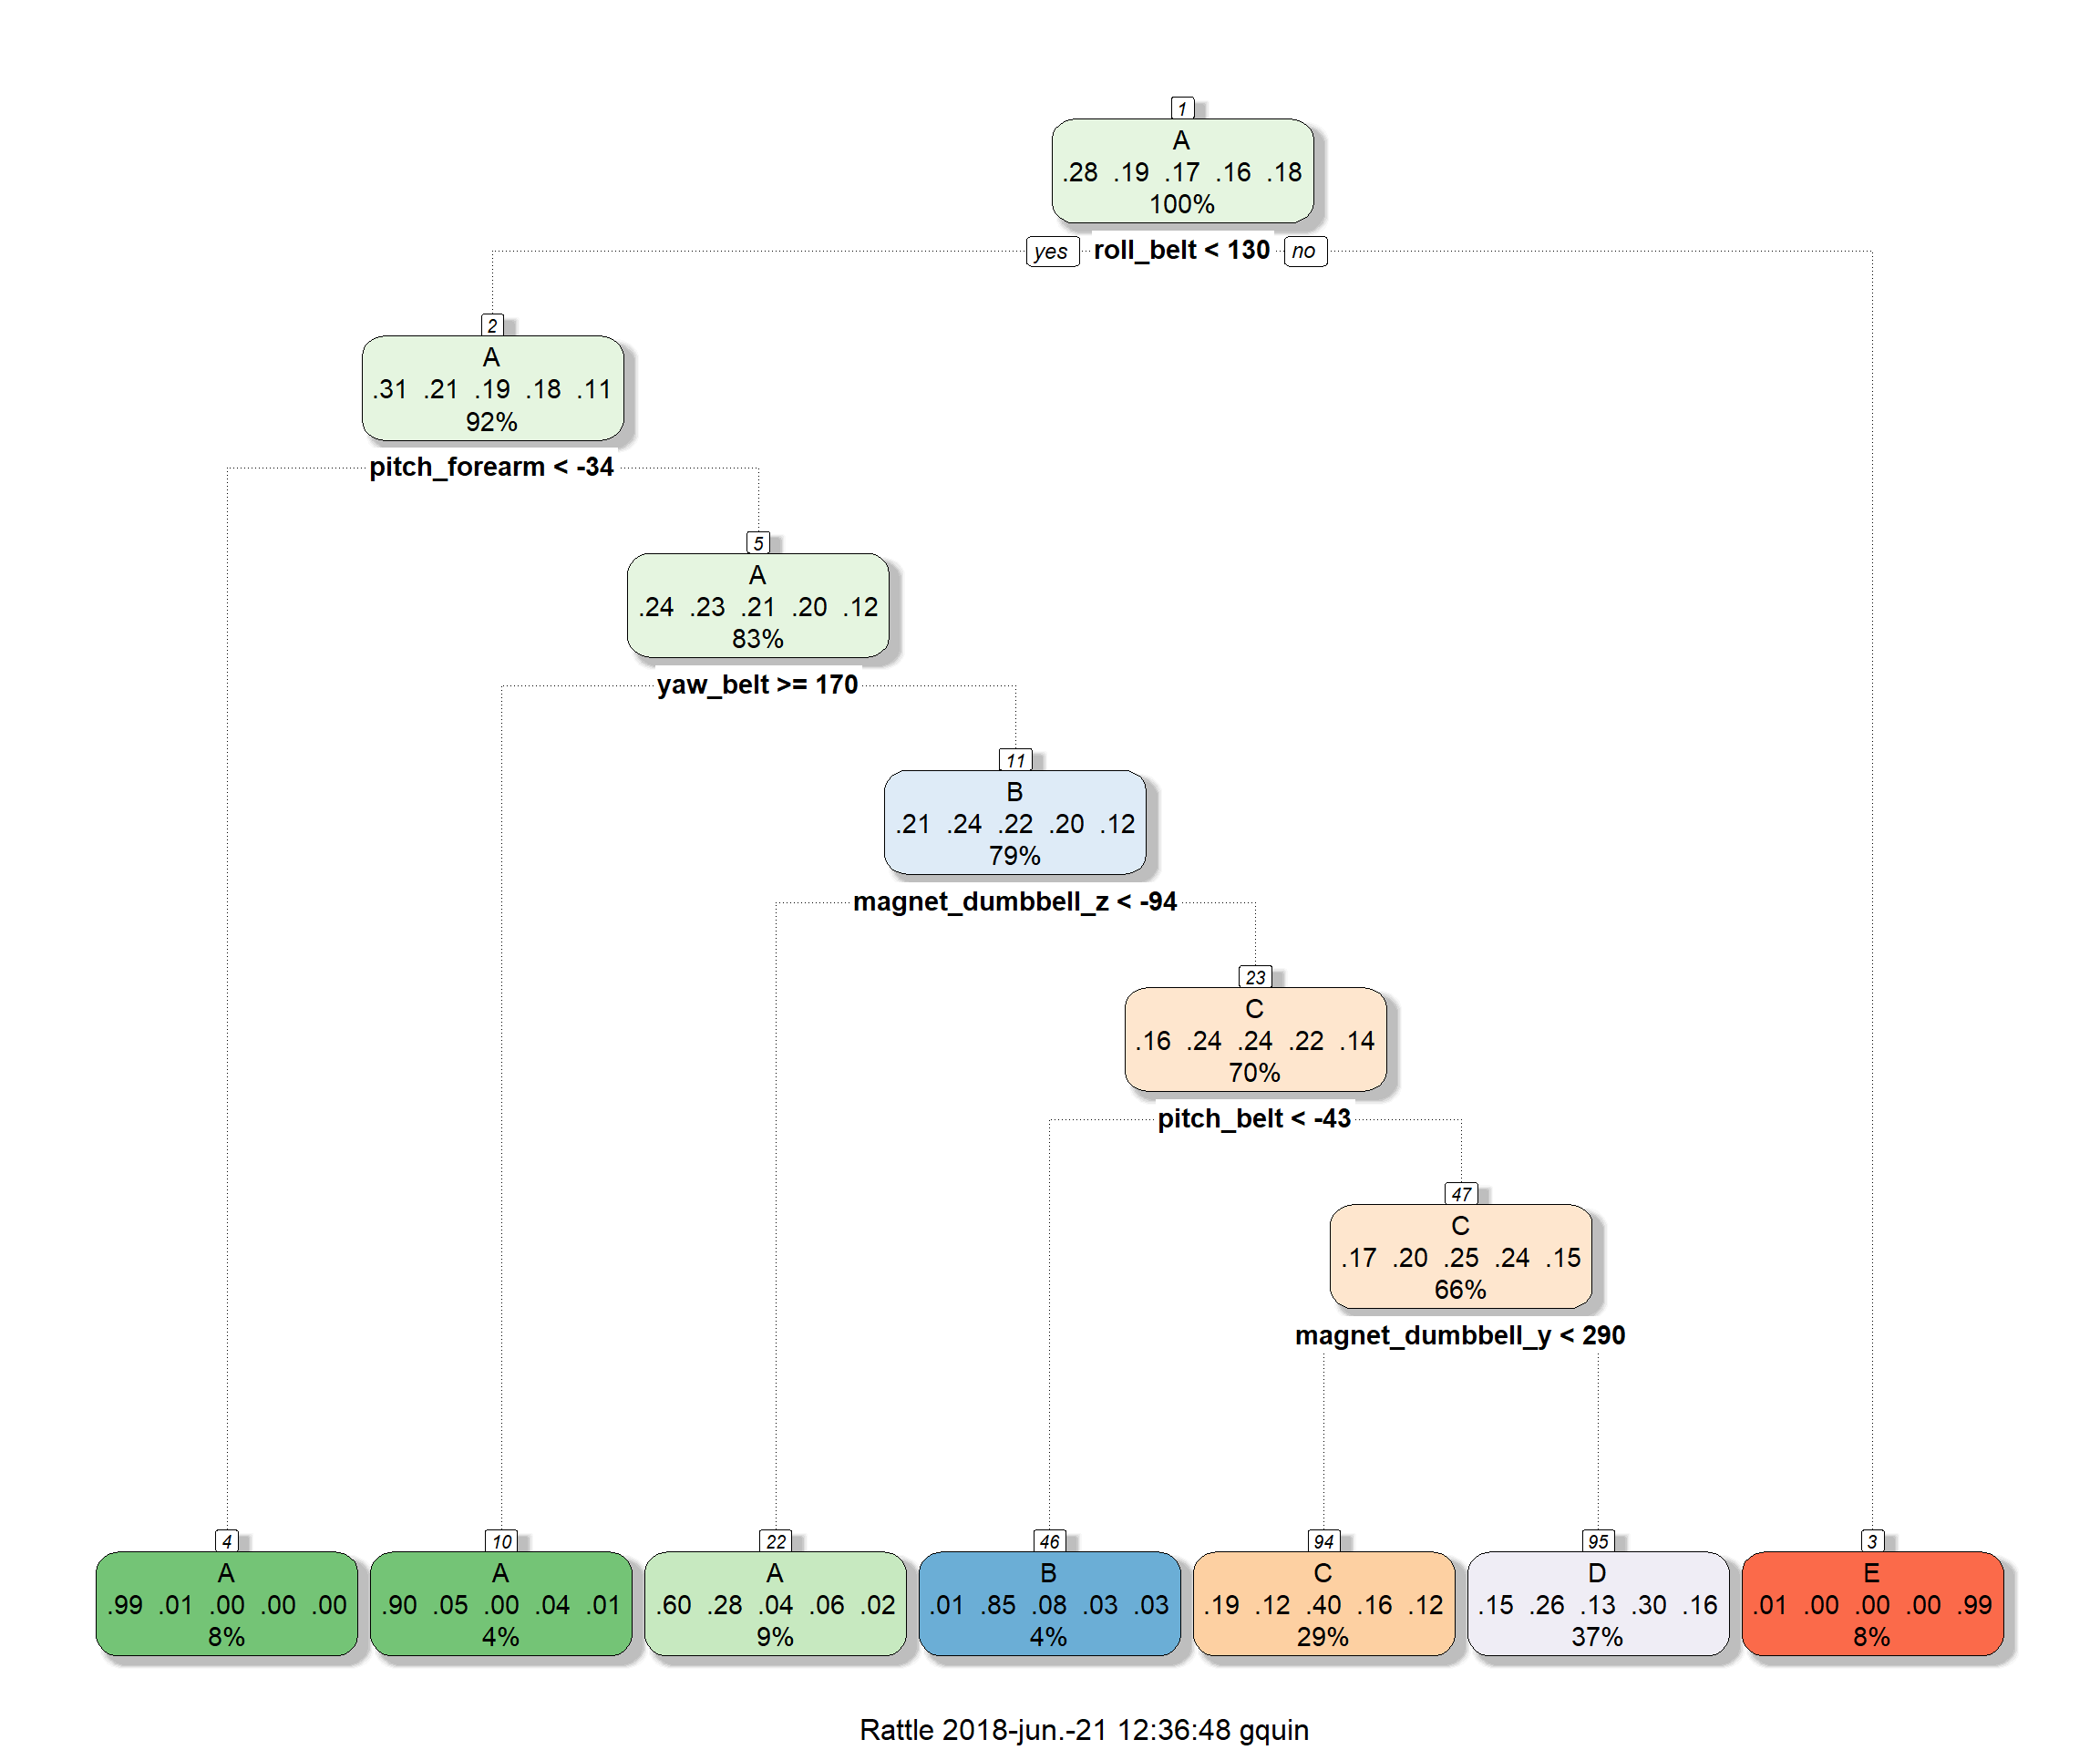 1
A
.28 .19 .17 .16 .18
100%
yes roll_belt < 130 no
2
A
.31 .21 .19 .18 .11
92%
pitch_forearm < -34
5
A
.24 .23 .21 .20 .12
83%
yaw_belt >= 170
11
B
.21 .24 .22 .20 .12
79%
magnet_dumbbell_z < -94
23
C
.16 .24 .24 .22 .14
70%
pitch_belt < -43
47
C
.17 .20 .25 .24 .15
66%
magnet_dumbbell_y < 290
4
A
.99 .01 .00 .00 .00
8%
10
A
.90 .05 .00 .04 .01
4%
22
A
.60 .28 .04 .06 .02
9%
46
B
.01 .85 .08 .03 .03
4%
94
C
.19 .12 .40 .16 .12
29%
95
D
.15 .26 .13 .30 .16
37%
3
E
.01 .00 .00 .00 .99
8%
Rattle 2018-jun.-21 12:36:48 gquin